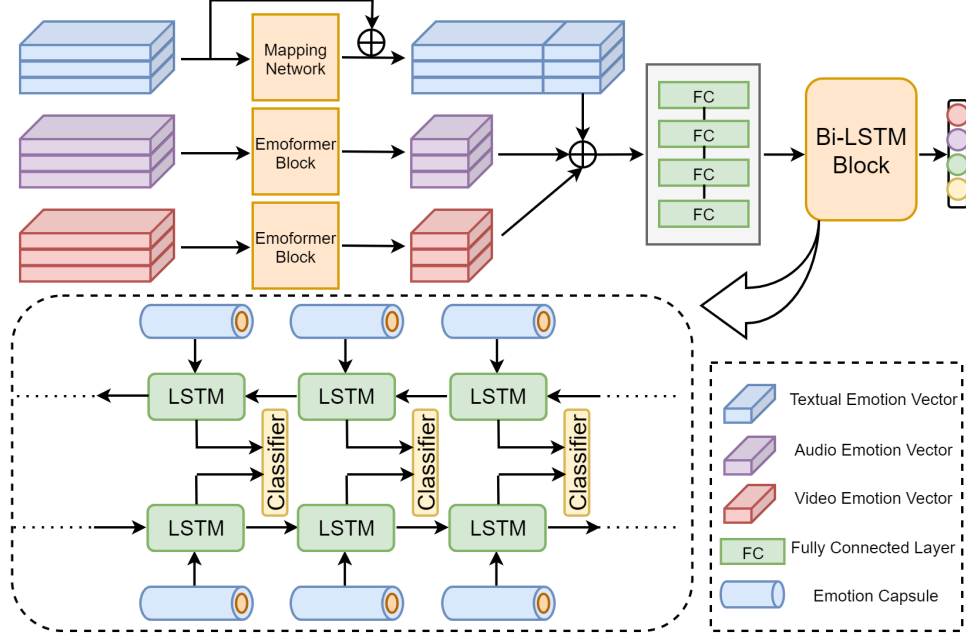 Mapping
Network
Emoformer
Block
Emoformer
Block
FC
FC
FC
FC
Bi-LSTM
Block
LSTM
LSTM
LSTM
Classifier
Classifier
Classifier
LSTM
LSTM
LSTM
Textual Emotion Vector
Audio Emotion Vector
Video Emotion Vector
FC
Fully Connected Layer
Emotion Capsule